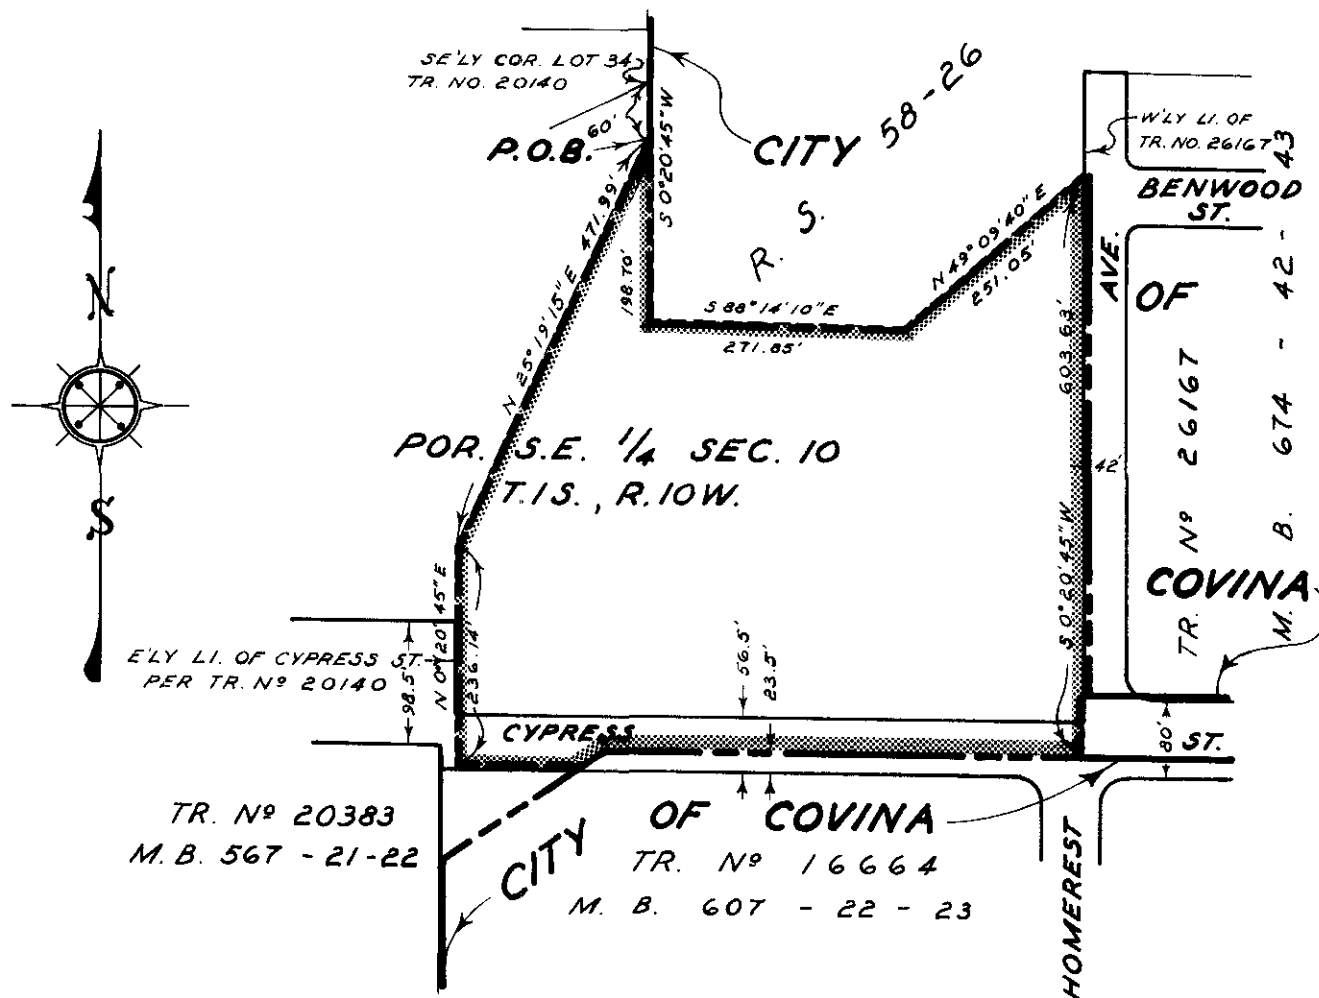 SE'LY COR. LOT 34
TR. NO. 20140
P.O.B.
60'
S 0° 20' 45" W
CITY
58-26
R. S.
W'LY LI. OF
TR. NO. 26167
BENWOOD
ST.
AVE.
OF
N 25° 19' 15" E 471.99'
198.70'
S 88° 14' 10" E
271.85'
N 49° 09' 40" E
251.05'
603.63'
S 0° 20' 45" W
42'
TR. Nº 26167
M. B. 674 - 42 - 43
COVINA
N
S
POR. S.E. 1/4 SEC. 10
T.1S., R.10W.
N 0° 20' 45" E
236.14'
E'LY LI. OF CYPRESS ST.
PER TR. Nº 20140
98.5'
56.5'
23.5'
CYPRESS
ST.
80'
TR. Nº 20383
M. B. 567 - 21-22
CITY OF COVINA
TR. Nº 16664
M. B. 607 - 22 - 23
HOMEREST